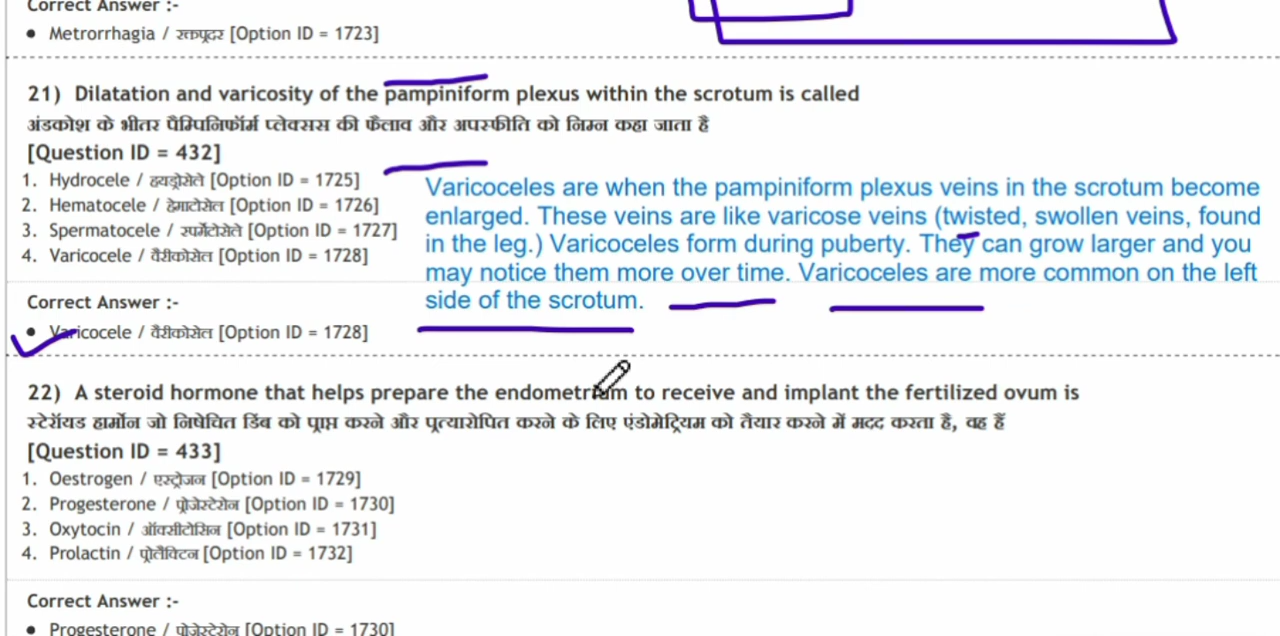 Correct Answer :-
• Metrorrhagia / रक्तप्रदर [Option ID = 1723]
21) Dilatation and varicosity of the pampiniform plexus within the scrotum is called
अंडकोश के भीतर पैम्पिनिफॉर्म प्लेक्सस की फैलाव और अपस्फीति को निम्न कहा जाता है
[Question ID = 432]
1. Hydrocele / हयड्रोसेले [Option ID = 1725]
2. Hematocele / हेमाटोसेल [Option ID = 1726]
3. Spermatocele / स्पर्मेटोसेले [Option ID = 1727]
4. Varicocele / वैरीकोसेल [Option ID = 1728]
Varicoceles are when the pampiniform plexus veins in the scrotum become
enlarged. These veins are like varicose veins (twisted, swollen veins, found
in the leg.) Varicoceles form during puberty. They can grow larger and you
may notice them more over time. Varicoceles are more common on the left
side of the scrotum.
Correct Answer :-
• Varicocele / वैरीकोसेल [Option ID = 1728]
22) A steroid hormone that helps prepare the endometrium to receive and implant the fertilized ovum is
स्टेरॉयड हार्मोन जो निषेचित डिंब को प्राप्त करने और प्रत्यारोपित करने के लिए एंडोमेट्रियम को तैयार करने में मदद करता है, वह हैं
[Question ID = 433]
1. Oestrogen / एस्ट्रोजन [Option ID = 1729]
2. Progesterone / प्रोजेस्टेरोन [Option ID = 1730]
3. Oxytocin / ऑक्सीटोसिन [Option ID = 1731]
4. Prolactin / प्रोलैक्टिन [Option ID = 1732]
Correct Answer :-
• Progesterone / प्रोजेस्टेरोन [Option ID = 1730]